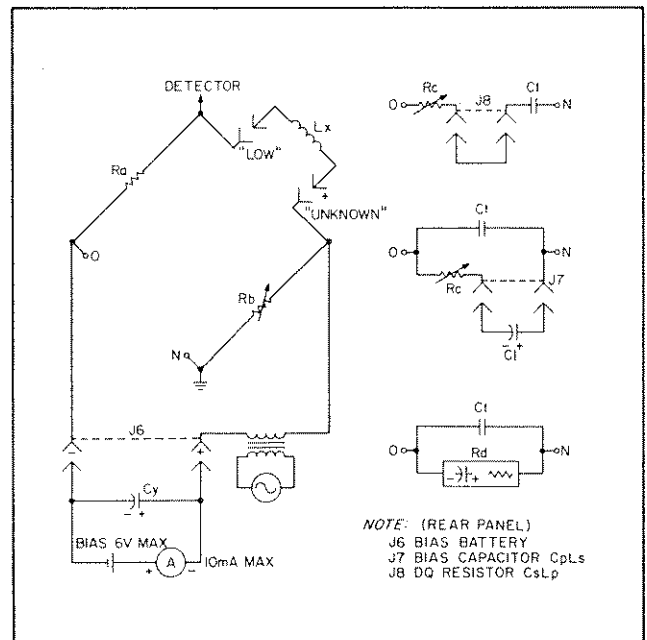 DETECTOR
Ra
"LOW"
Lx
+
"UNKNOWN"
O
Rb
N
J6
-
+
Cy
- +
BIAS 6V MAX
+ A -
10mA MAX
O
Rc
J8
Ct
N
Ct
O
N
Rc
J7
- +
C1
Ct
O
N
Rd
- +
NOTE: (REAR PANEL)
J6 BIAS BATTERY
J7 BIAS CAPACITOR CpLs
J8 DQ RESISTOR CsLp